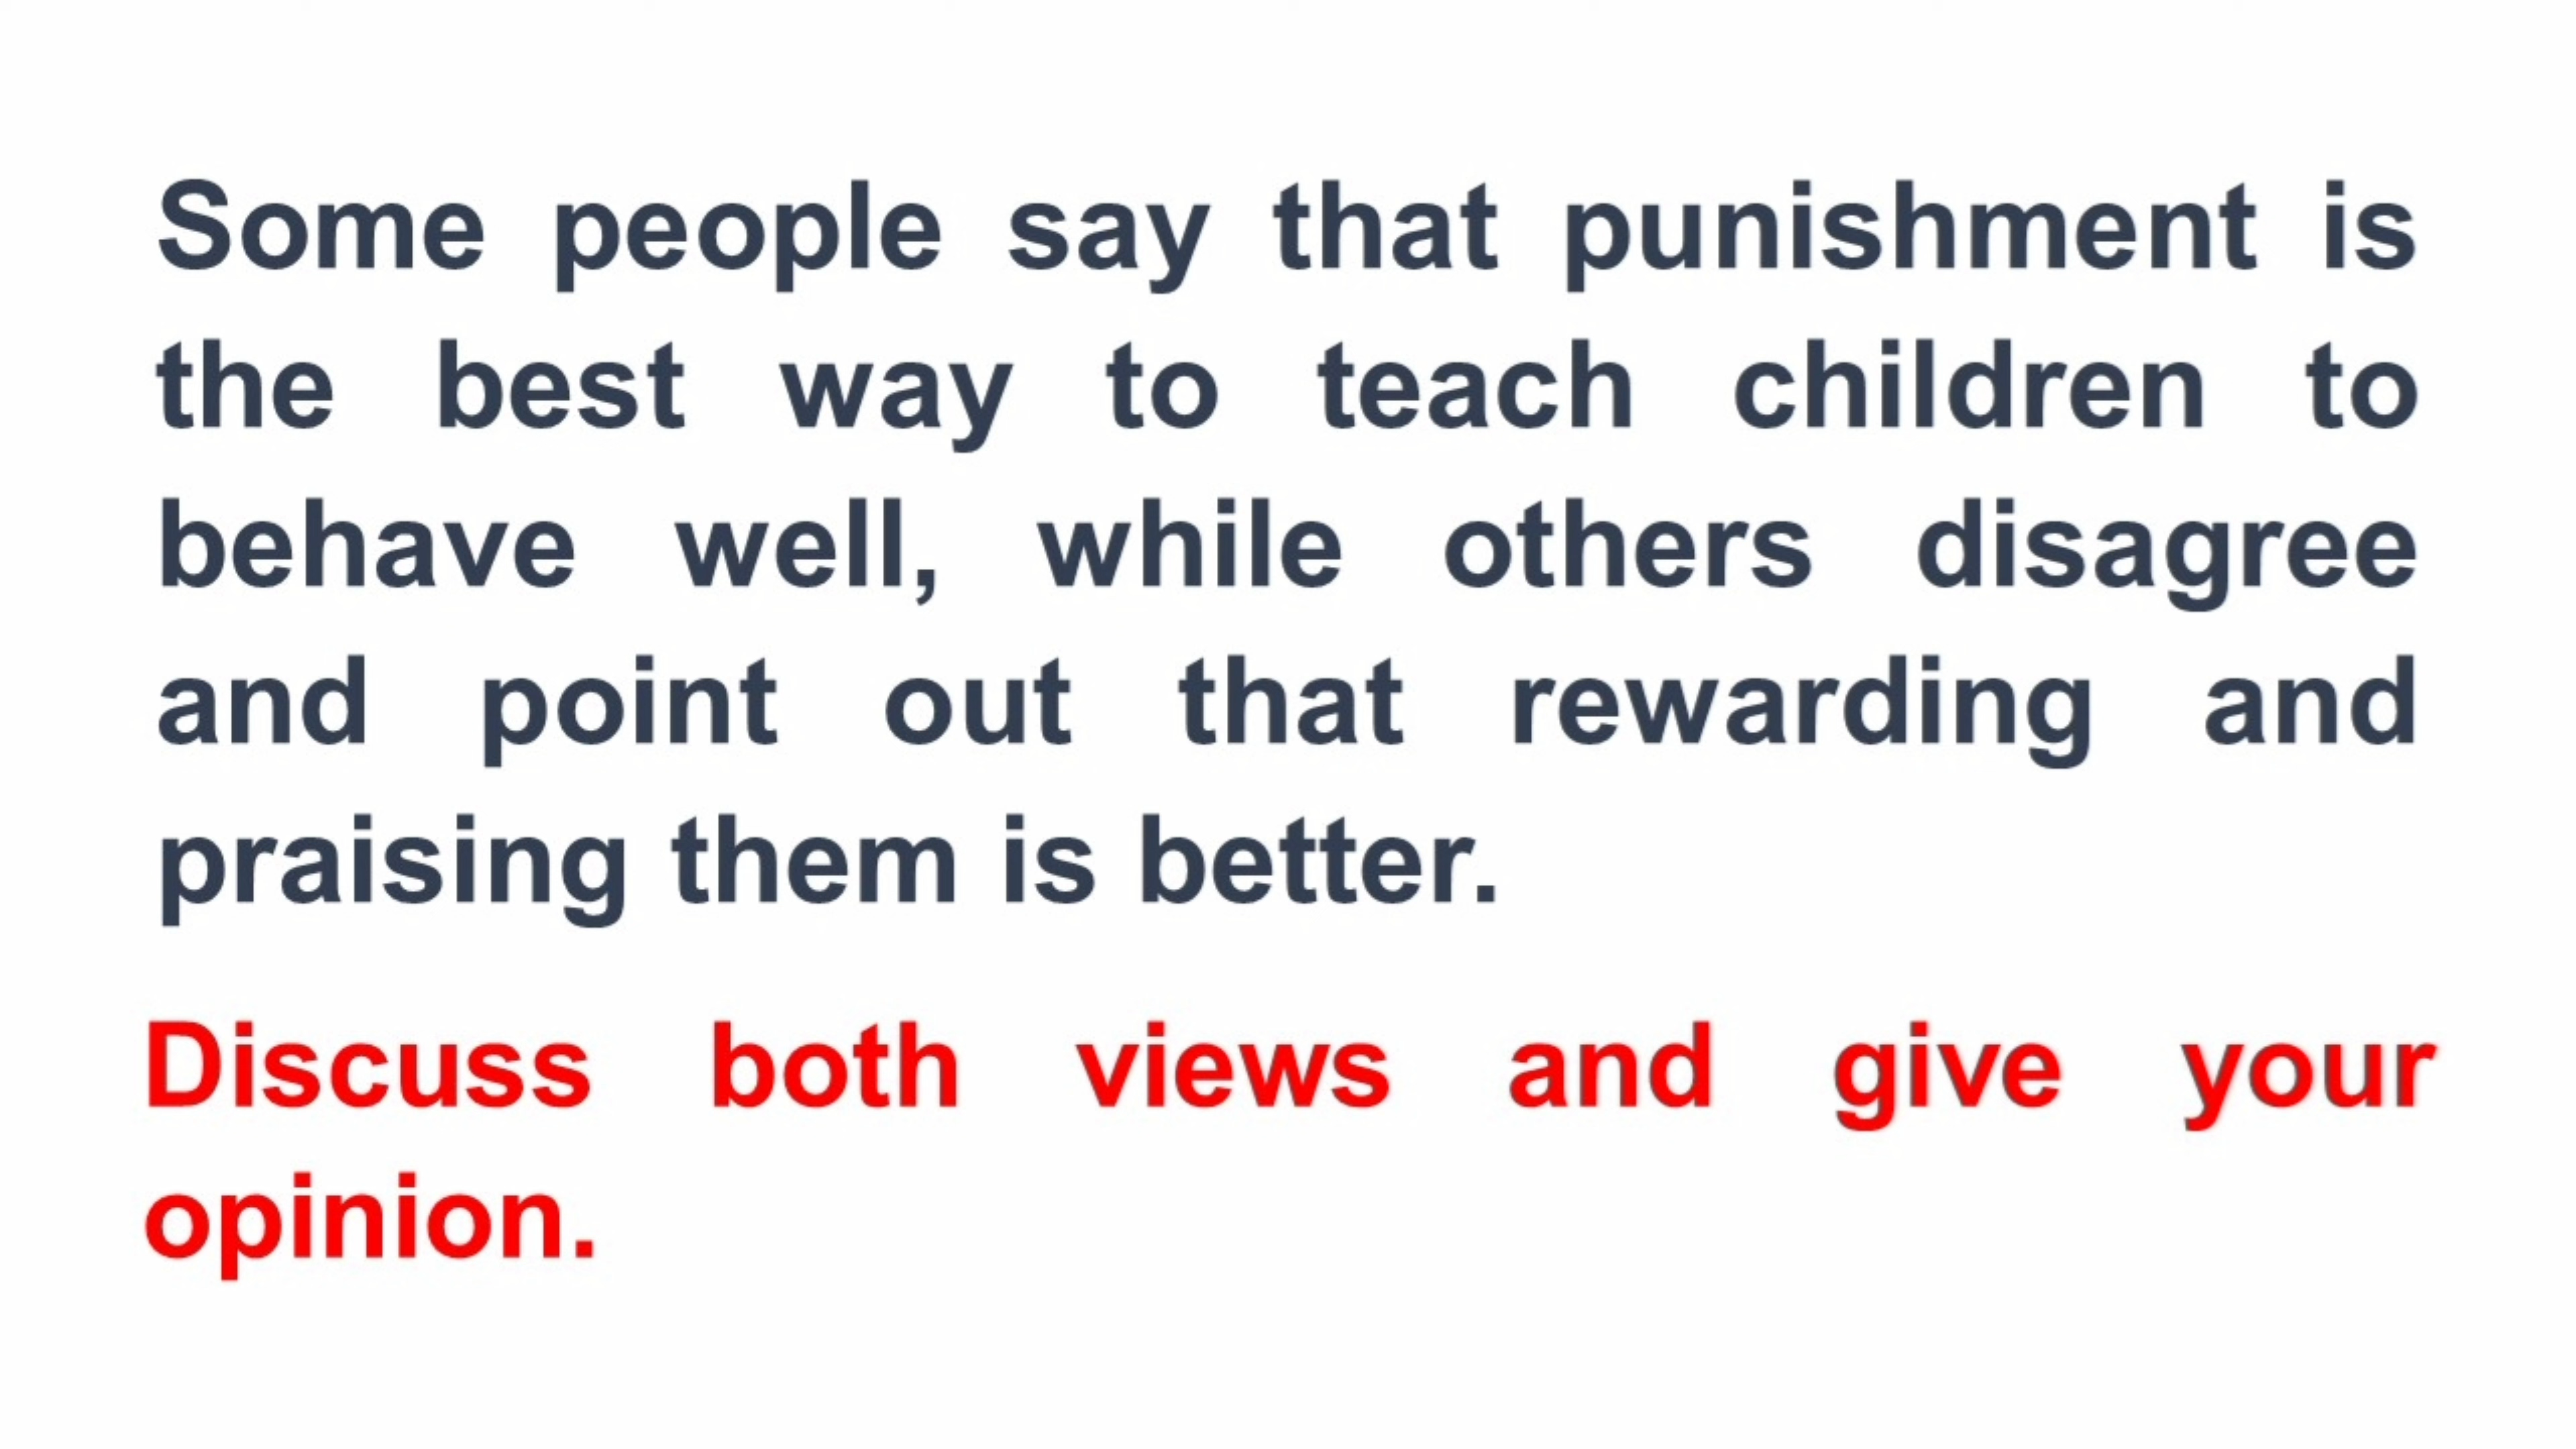 Some people say that punishment is
the best way to teach children to
behave well, while others disagree
and point out that rewarding and
praising them is better.
Discuss both views and give your
opinion.